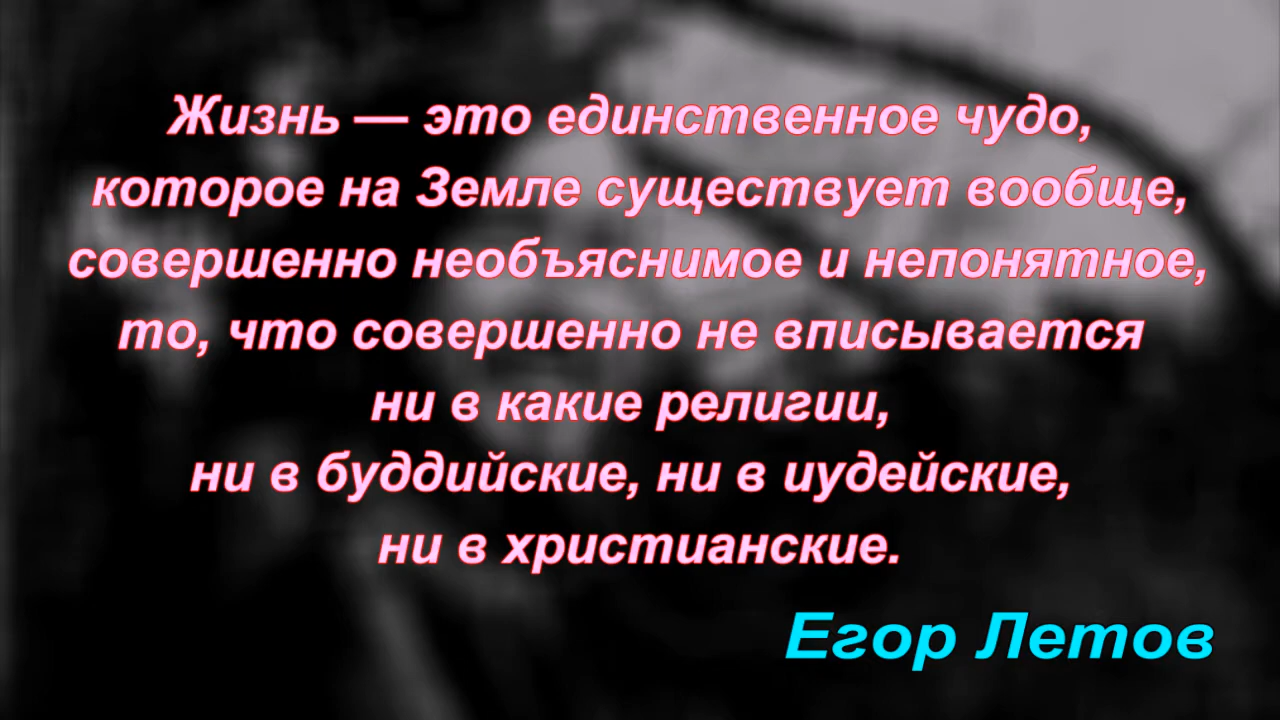 Жизнь — это единственное чудо,
которое на Земле существует вообще,
совершенно необъяснимое и непонятное,
то, что совершенно не вписывается
ни в какие религии,
ни в буддийские, ни в иудейские,
ни в христианские.
Егор Летов